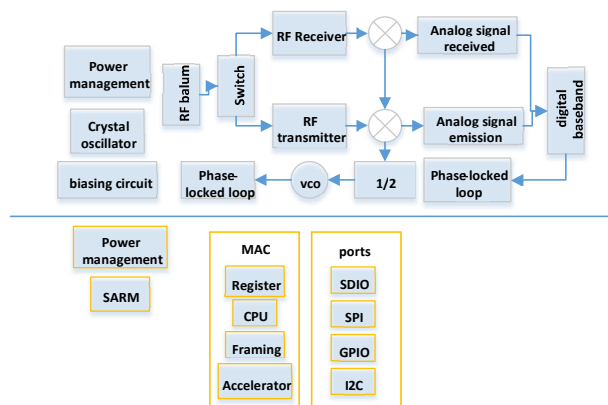 RF Receiver
Analog signal
received
Power
management
RF balum
Switch
digital
baseband
Crystal
oscillator
RF
transmitter
Analog signal
emission
biasing circuit
Phase-
locked loop
vco
1/2
Phase-locked
loop
Power
management
SARM
MAC
Register
CPU
Framing
Accelerator
ports
SDIO
SPI
GPIO
I2C